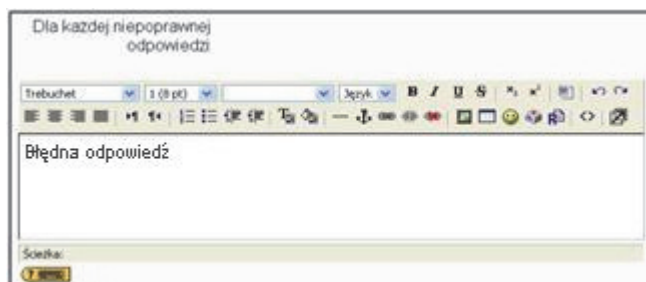 Dla każdej niepoprawnej
odpowiedzi
Trebuchet 1 (8 pt) Język B I U S
Błędna odpowiedź
Ścieżka: